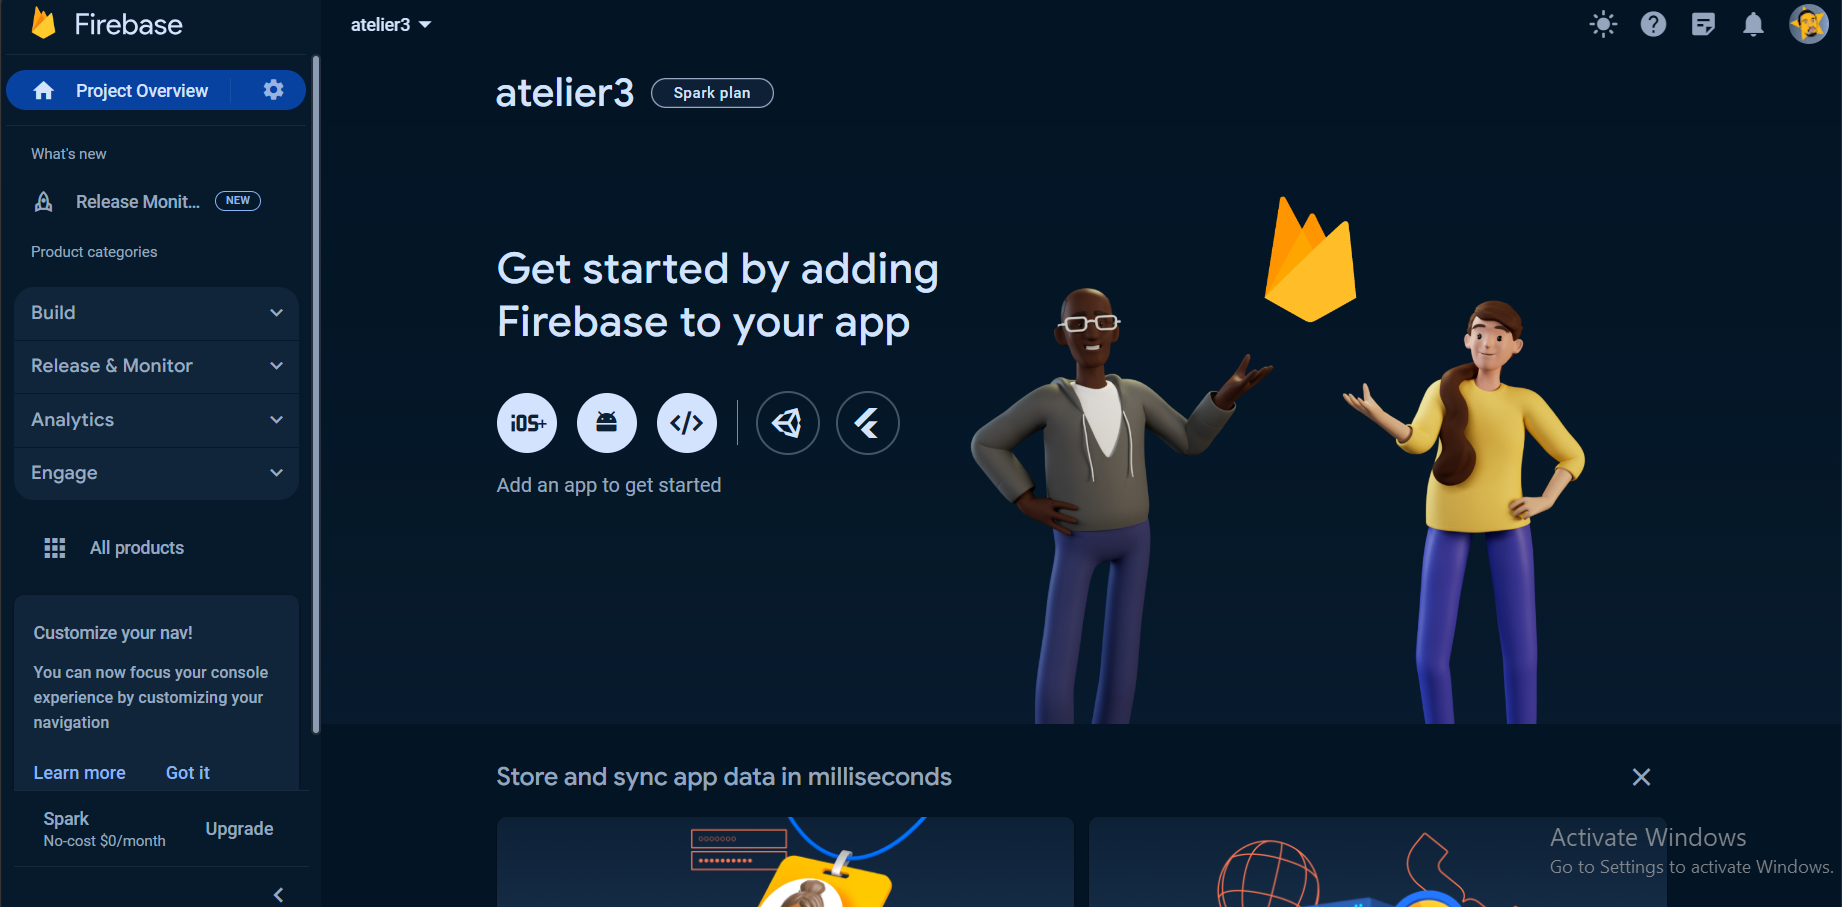 Firebase
atelier3
Project Overview
What's new
Release Monit... NEW
Product categories
Build
Release & Monitor
Analytics
Engage
All products
Customize your nav!
You can now focus your console
experience by customizing your
navigation
Learn more Got it
Spark
No-cost $0/month
Upgrade
atelier3 Spark plan
Get started by adding
Firebase to your app
iOS+
Add an app to get started
Store and sync app data in milliseconds
Activate Windows
Go to Settings to activate Windows.